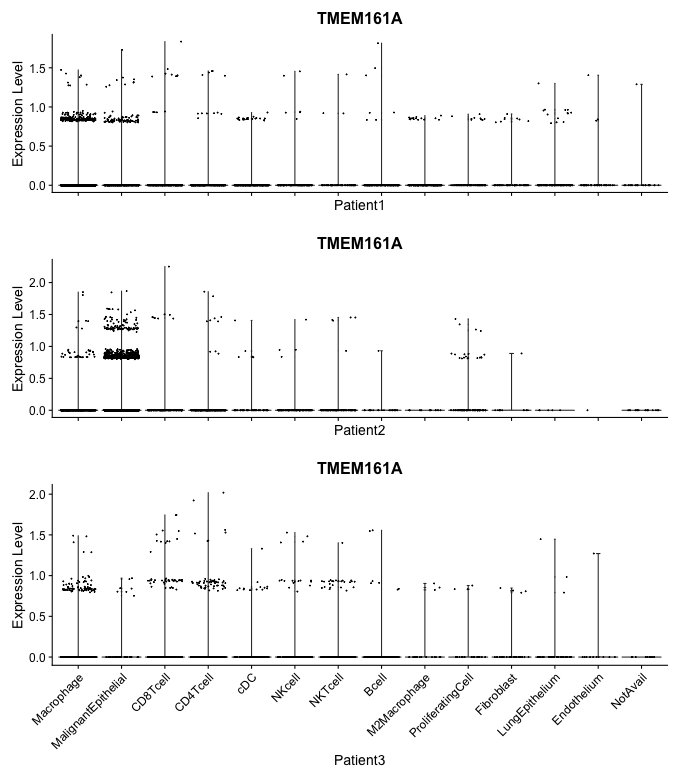 TMEM161A
Expression Level
1.5
1.0
0.5
0.0
Patient1
TMEM161A
Expression Level
2.0
1.5
1.0
0.5
0.0
Patient2
TMEM161A
Expression Level
2.0
1.5
1.0
0.5
0.0
Macrophage
MalignantEpithelial
CD8Tcell
CD4Tcell
cDC
NKcell
NKTcell
Bcell
M2Macrophage
ProliferatingCell
Fibroblast
LungEpithelium
Endothelium
NotAvail
Patient3